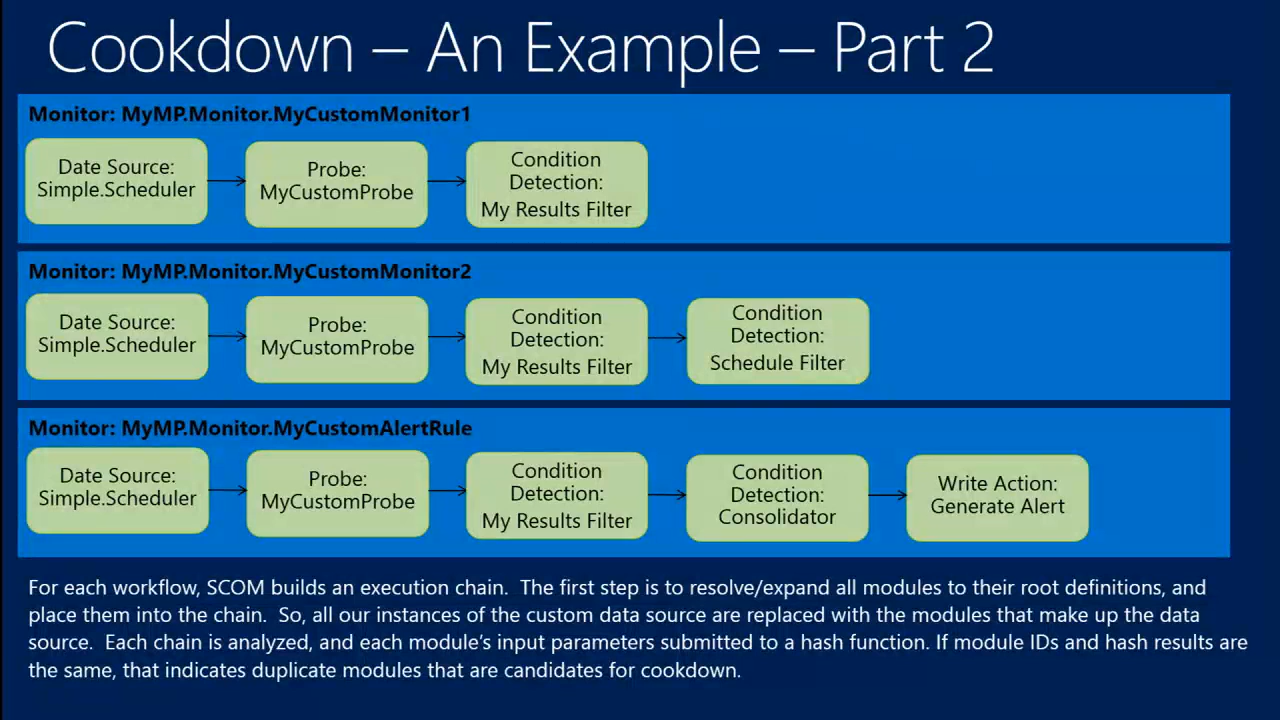 Cookdown – An Example – Part 2
Monitor: MyMP.Monitor.MyCustomMonitor1
Date Source:
Simple.Scheduler
Probe:
MyCustomProbe
Condition
Detection:
My Results Filter
Monitor: MyMP.Monitor.MyCustomMonitor2
Date Source:
Simple.Scheduler
Probe:
MyCustomProbe
Condition
Detection:
My Results Filter
Condition
Detection:
Schedule Filter
Monitor: MyMP.Monitor.MyCustomAlertRule
Date Source:
Simple.Scheduler
Probe:
MyCustomProbe
Condition
Detection:
My Results Filter
Condition
Detection:
Consolidator
Write Action:
Generate Alert
For each workflow, SCOM builds an execution chain. The first step is to resolve/expand all modules to their root definitions, and
place them into the chain. So, all our instances of the custom data source are replaced with the modules that make up the data
source. Each chain is analyzed, and each module's input parameters submitted to a hash function. If module IDs and hash results are
the same, that indicates duplicate modules that are candidates for cookdown.